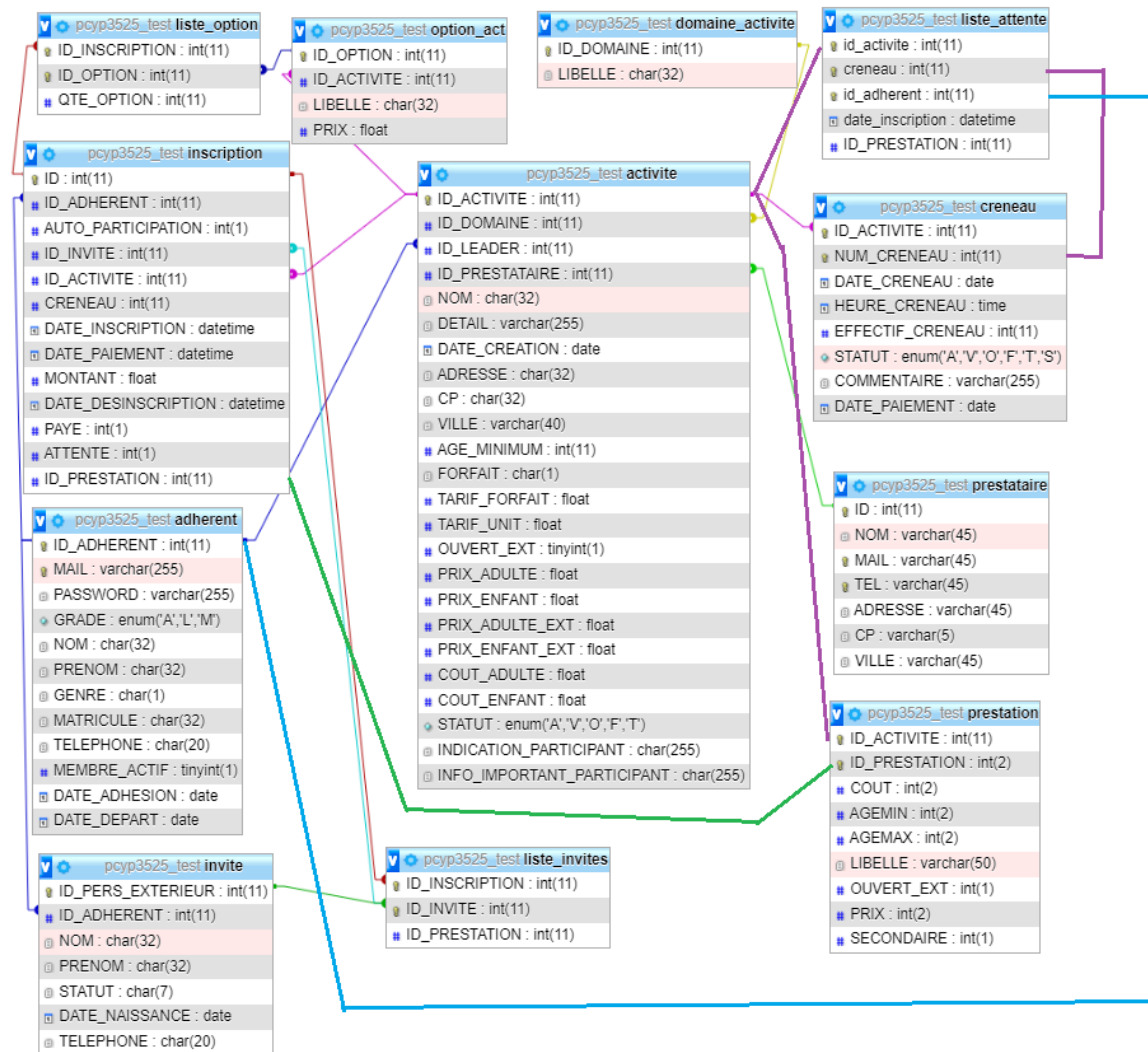 pcyp3525_test liste_option
ID_INSCRIPTION : int(11)
ID_OPTION : int(11)
QTE_OPTION : int(11)
pcyp3525_test option_act
ID_OPTION : int(11)
ID_ACTIVITE : int(11)
LIBELLE : char(32)
PRIX : float
pcyp3525_test domaine_activite
ID_DOMAINE : int(11)
LIBELLE : char(32)
pcyp3525_test liste_attente
id_activite : int(11)
creneau : int(11)
id_adherent : int(11)
date_inscription : datetime
ID_PRESTATION : int(11)
pcyp3525_test inscription
ID : int(11)
ID_ADHERENT : int(11)
AUTO_PARTICIPATION : int(1)
ID_INVITE : int(11)
ID_ACTIVITE : int(11)
CRENEAU : int(11)
DATE_INSCRIPTION : datetime
DATE_PAIEMENT : datetime
MONTANT : float
DATE_DESINSCRIPTION : datetime
PAYE : int(1)
ATTENTE : int(1)
ID_PRESTATION : int(11)
pcyp3525_test activite
ID_ACTIVITE : int(11)
ID_DOMAINE : int(11)
ID_LEADER : int(11)
ID_PRESTATAIRE : int(11)
NOM : char(32)
DETAIL : varchar(255)
DATE_CREATION : date
ADRESSE : char(32)
CP : char(32)
VILLE : varchar(40)
AGE_MINIMUM : int(11)
FORFAIT : char(1)
TARIF_FORFAIT : float
TARIF_UNIT : float
OUVERT_EXT : tinyint(1)
PRIX_ADULTE : float
PRIX_ENFANT : float
PRIX_ADULTE_EXT : float
PRIX_ENFANT_EXT : float
COUT_ADULTE : float
COUT_ENFANT : float
STATUT : enum('A','V','O','F','T')
INDICATION_PARTICIPANT : char(255)
INFO_IMPORTANT_PARTICIPANT : char(255)
pcyp3525_test creneau
ID_ACTIVITE : int(11)
NUM_CRENEAU : int(11)
DATE_CRENEAU : date
HEURE_CRENEAU : time
EFFECTIF_CRENEAU : int(11)
STATUT : enum('A','V','O','F','T','S')
COMMENTAIRE : varchar(255)
DATE_PAIEMENT : date
pcyp3525_test prestataire
ID : int(11)
NOM : varchar(45)
MAIL : varchar(45)
TEL : varchar(45)
ADRESSE : varchar(45)
CP : varchar(5)
VILLE : varchar(45)
pcyp3525_test adherent
ID_ADHERENT : int(11)
MAIL : varchar(255)
PASSWORD : varchar(255)
GRADE : enum('A','L','M')
NOM : char(32)
PRENOM : char(32)
GENRE : char(1)
MATRICULE : char(32)
TELEPHONE : char(20)
MEMBRE_ACTIF : tinyint(1)
DATE_ADHESION : date
DATE_DEPART : date
pcyp3525_test prestation
ID_ACTIVITE : int(11)
ID_PRESTATION : int(2)
COUT : int(2)
AGEMIN : int(2)
AGEMAX : int(2)
LIBELLE : varchar(50)
OUVERT_EXT : int(1)
PRIX : int(2)
SECONDAIRE : int(1)
pcyp3525_test invite
ID_PERS_EXTERIEUR : int(11)
ID_ADHERENT : int(11)
NOM : char(32)
PRENOM : char(32)
STATUT : char(7)
DATE_NAISSANCE : date
TELEPHONE : char(20)
pcyp3525_test liste_invites
ID_INSCRIPTION : int(11)
ID_INVITE : int(11)
ID_PRESTATION : int(11)